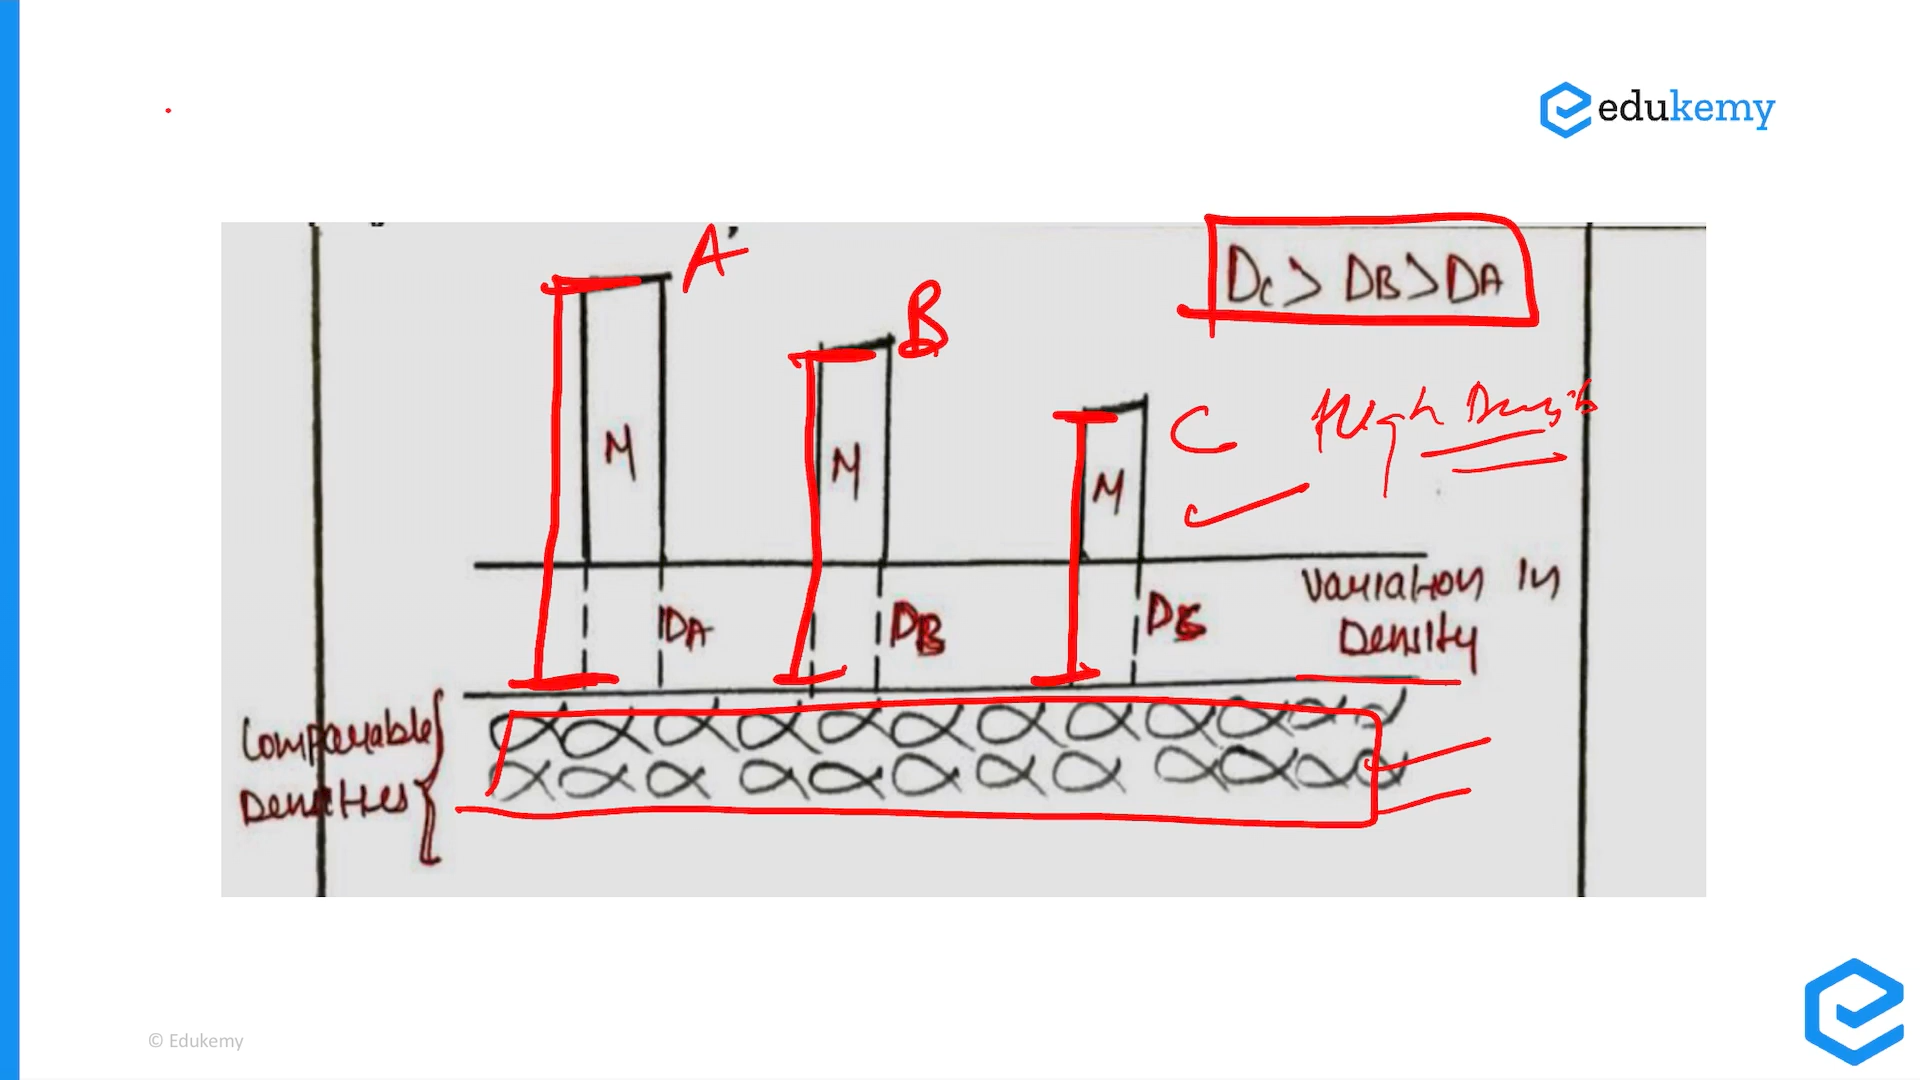 edukemy
A
B
Dc > DB > DA
C High Density
M
M
M
Variation in
Density
DA
DB
Dc
Comparable
Densities
© Edukemy